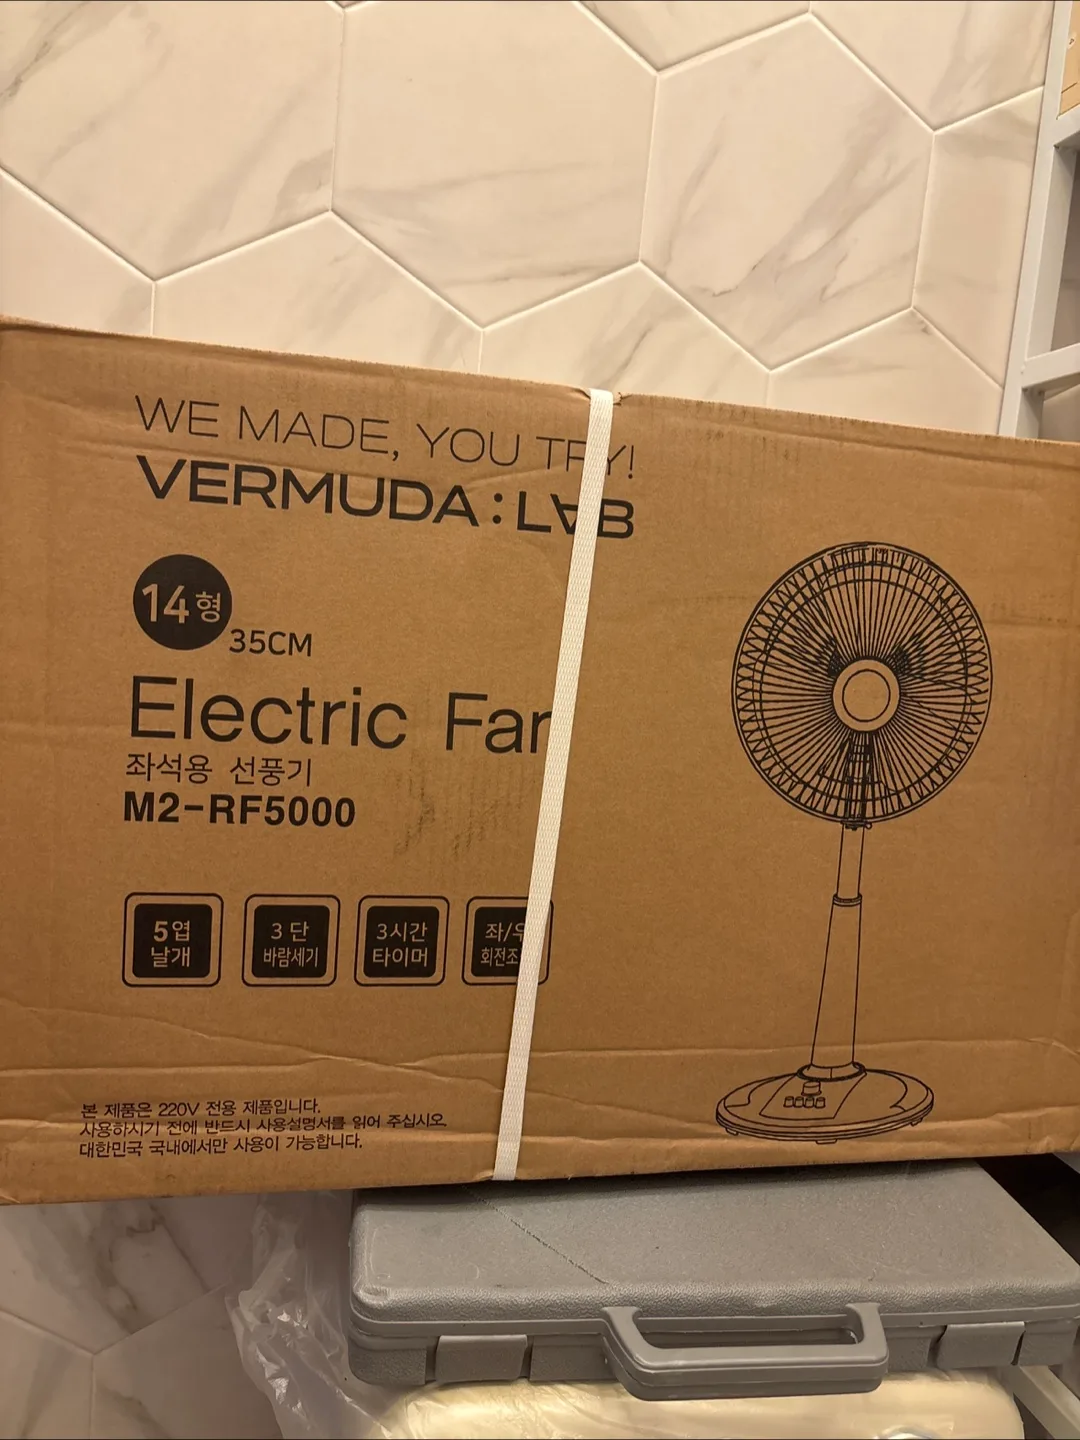 WE MADE, YOU TRY!
VERMUDA:LAB
14형
35CM
Electric Fan
좌석용 선풍기
M2-RF5000
5엽
날개
3단
바람세기
3시간
타이머
좌/우
본 제품은 220V 전용 제품입니다.
사용하시기 전에 반드시 사용설명서를 읽어 주십시오.
대한민국 국내에서만 사용이 가능합니다.